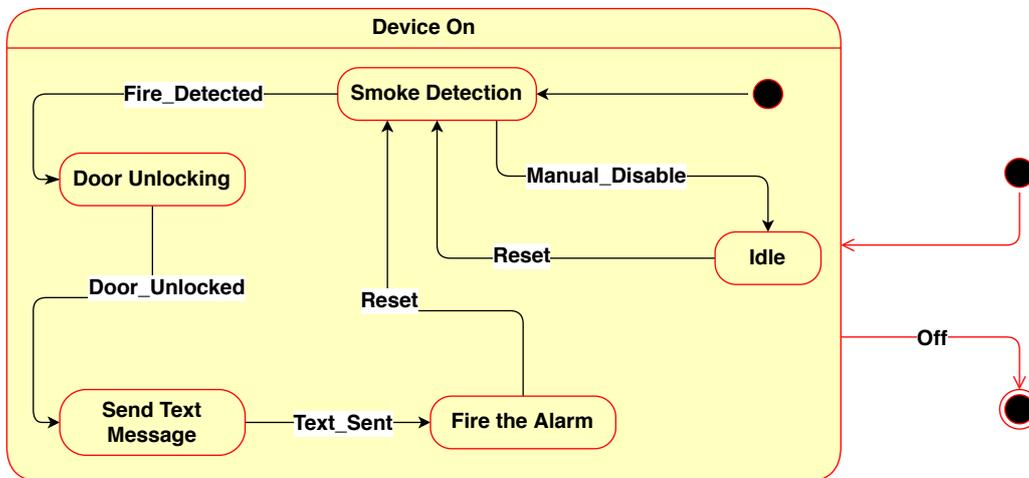 Device On
Fire_Detected
Smoke Detection
Door Unlocking
Manual_Disable
Reset
Idle
Door_Unlocked
Reset
Off
Send Text
Message
Text_Sent
Fire the Alarm